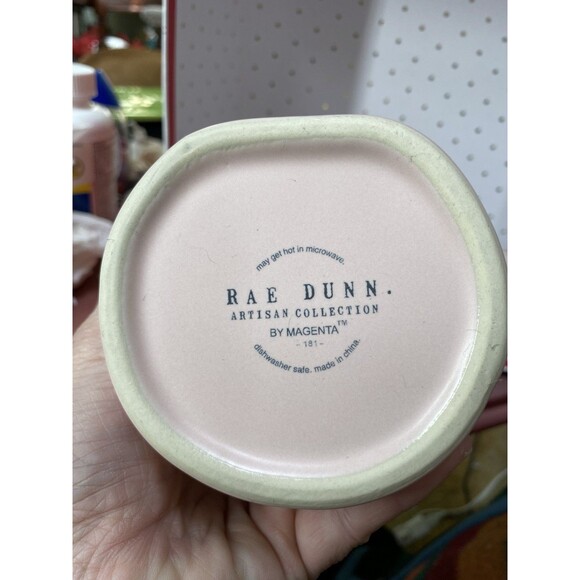 may get hot in microwave.
RAE DUNN.
ARTISAN COLLECTION
BY MAGENTA™
- 181 -
dishwasher safe. made in china.